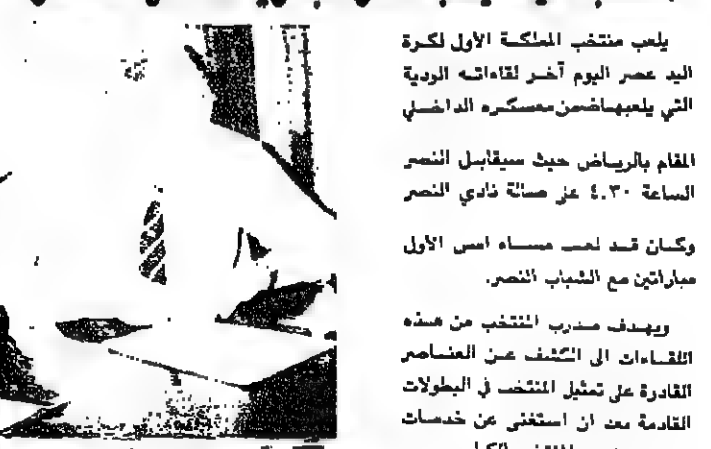 يلعب منتخب المملكة الأول لكرة
اليد عصر اليوم آخر لقاءاته الودية
التي يلعبها ضمن معسكره الداخلي
المقام بالرياض حيث سيقابل النصر
الساعة ٤.٣٠ على صالة نادي النصر
وكان قد لعب مساء امس الأول
مباراتين مع الشباب النصر.
ويهدف مدرب المنتخب من هذه
اللقاءات الى الكشف عن العناصر
القادرة على تمثيل المنتخب في البطولات
القادمة بعد ان استغنى عن خدمات